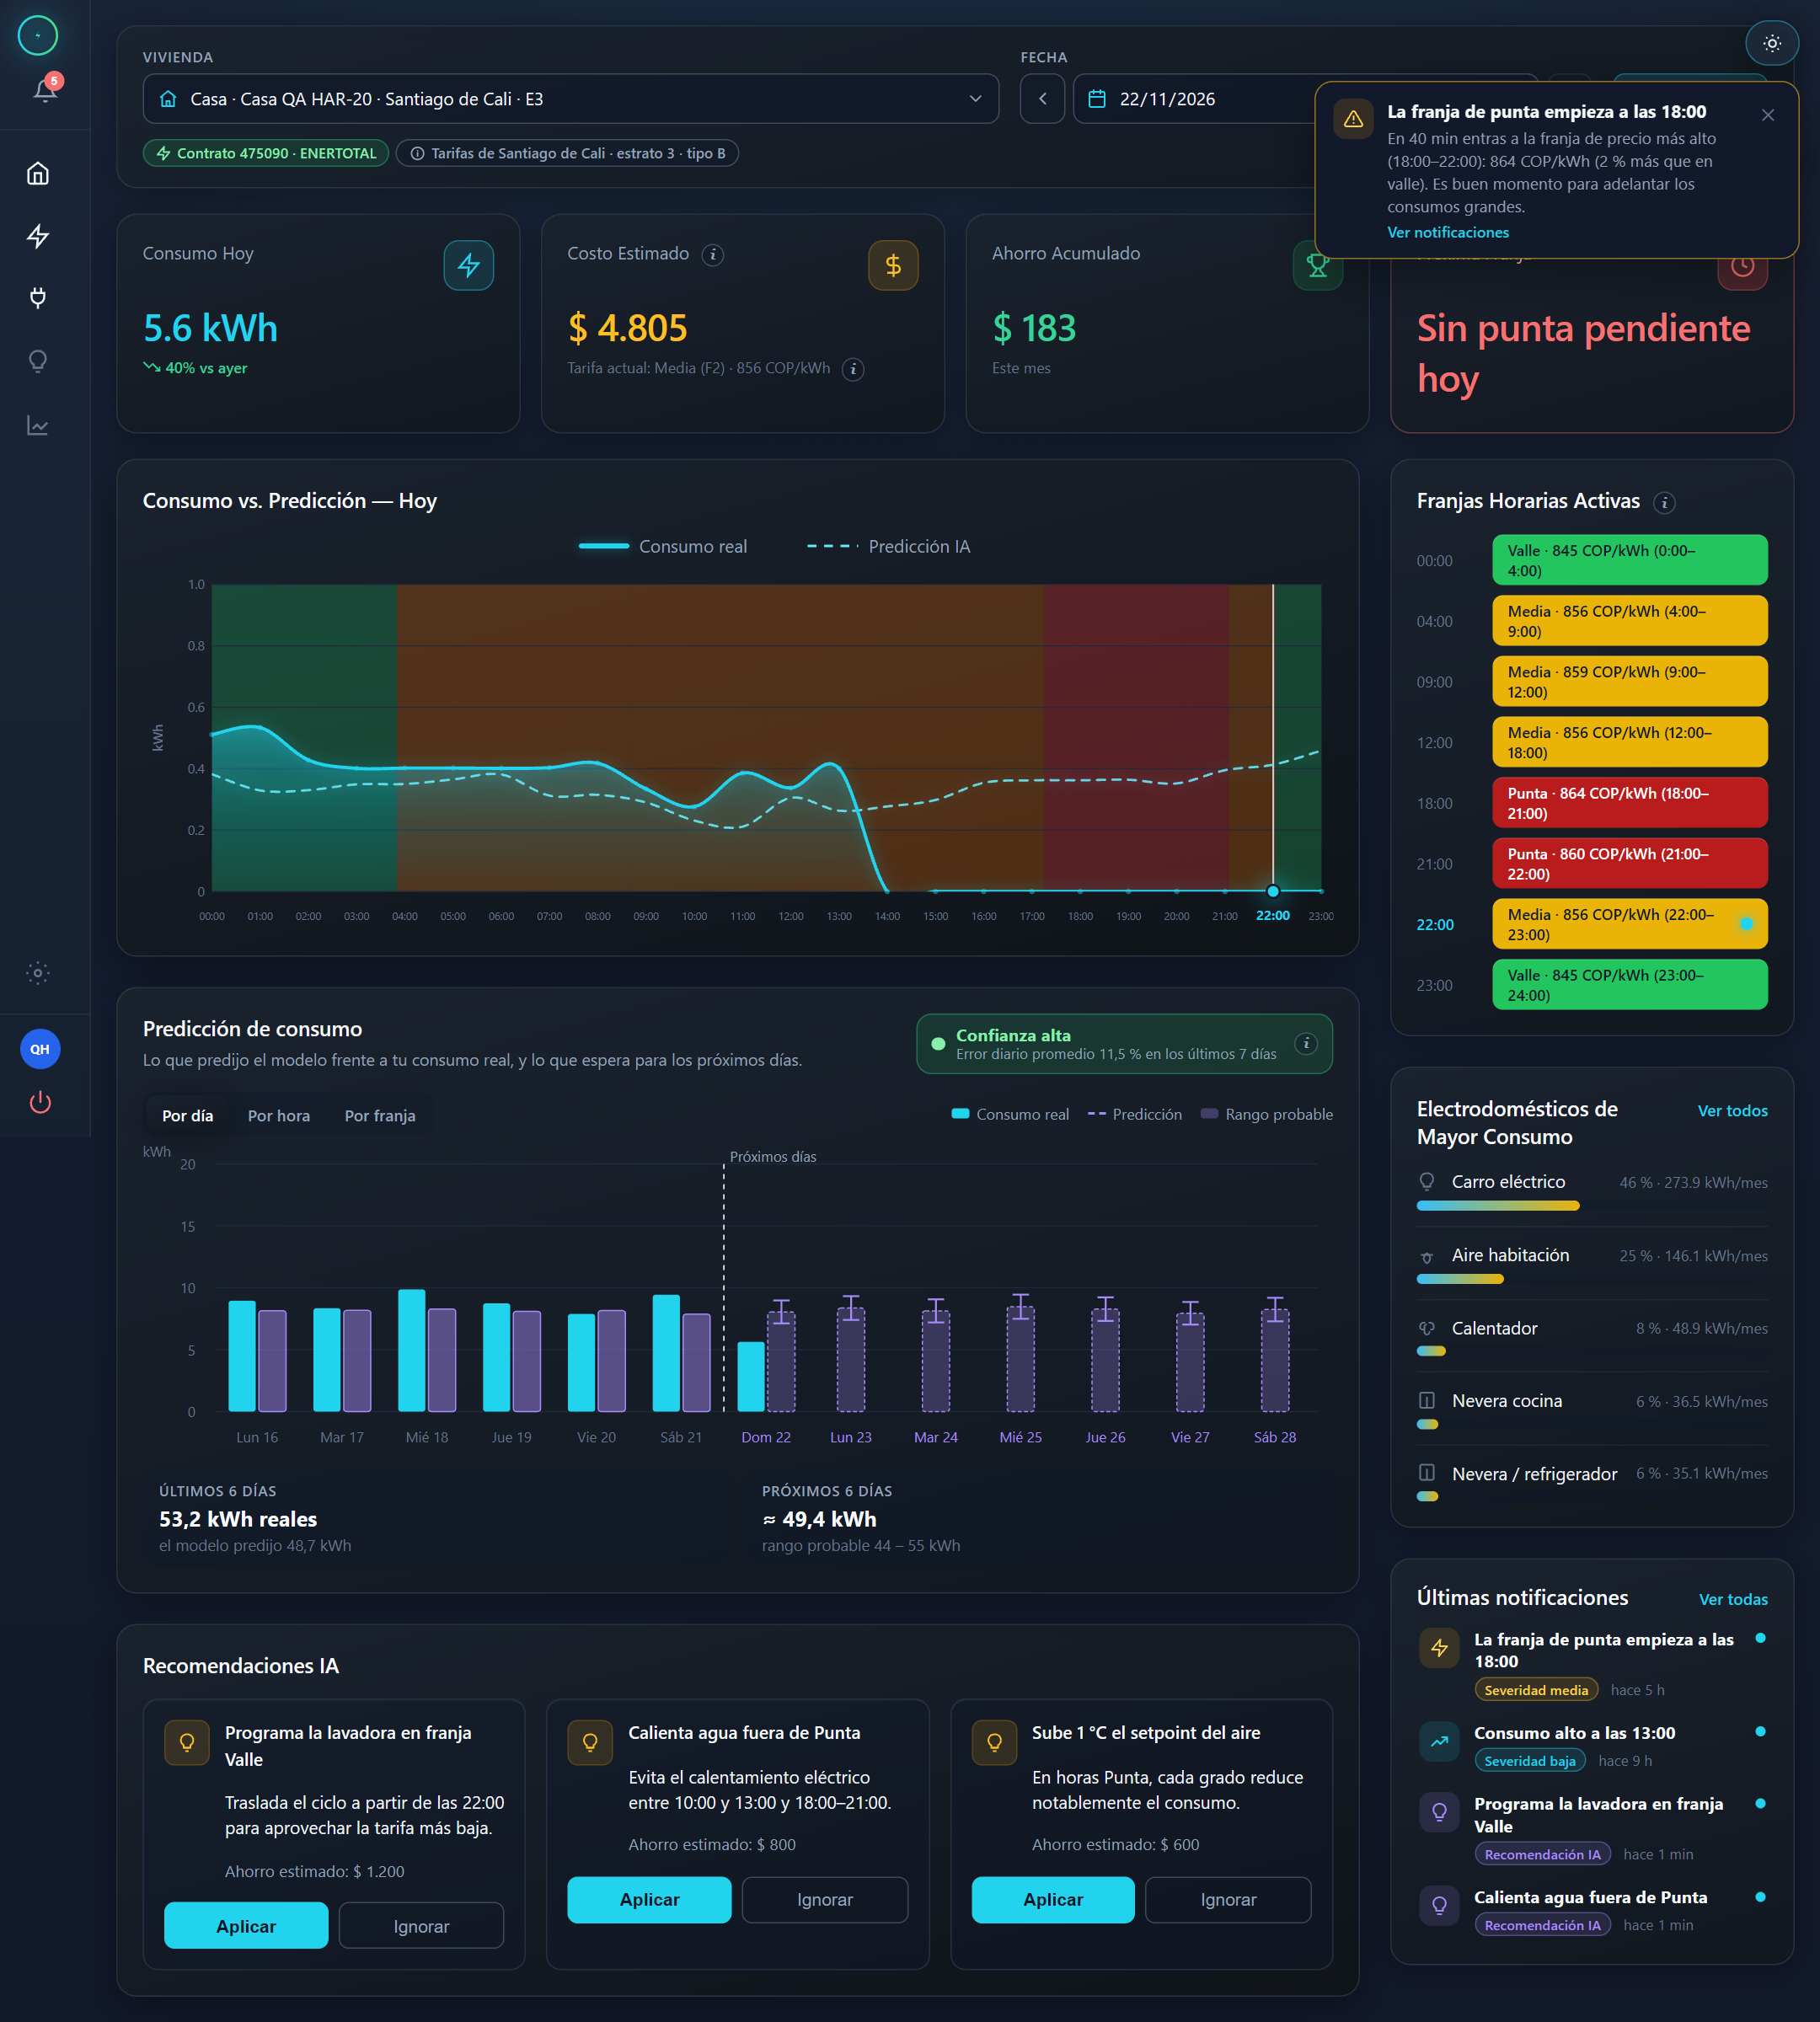 5
VIVIENDA
Casa · Casa QA HAR-20 · Santiago de Cali · E3
Contrato 475090 · ENERTOTAL
Tarifas de Santiago de Cali · estrato 3 · tipo B
FECHA
22/11/2026
La franja de punta empieza a las 18:00
En 40 min entras a la franja de precio más alto
(18:00–22:00): 864 COP/kWh (2 % más que en
valle). Es buen momento para adelantar los
consumos grandes.
Ver notificaciones
Consumo Hoy
5.6 kWh
40% vs ayer
Costo Estimado
i
$ 4.805
Tarifa actual: Media (F2) · 856 COP/kWh
i
Ahorro Acumulado
$ 183
Este mes
Sin punta pendiente
hoy
Consumo vs. Predicción — Hoy
Consumo real
Predicción IA
kWh
1.0
0.8
0.6
0.4
0.2
0
00:00 01:00 02:00 03:00 04:00 05:00 06:00 07:00 08:00 09:00 10:00 11:00 12:00 13:00 14:00 15:00 16:00 17:00 18:00 19:00 20:00 21:00 22:00 23:00
Franjas Horarias Activas
i
00:00
Valle · 845 COP/kWh (0:00–
4:00)
04:00
Media · 856 COP/kWh (4:00–
9:00)
09:00
Media · 859 COP/kWh (9:00–
12:00)
12:00
Media · 856 COP/kWh (12:00–
18:00)
18:00
Punta · 864 COP/kWh (18:00–
21:00)
21:00
Punta · 860 COP/kWh (21:00–
22:00)
22:00
Media · 856 COP/kWh (22:00–
23:00)
23:00
Valle · 845 COP/kWh (23:00–
24:00)
QH
Predicción de consumo
Lo que predijo el modelo frente a tu consumo real, y lo que espera para los próximos días.
Confianza alta
Error diario promedio 11,5 % en los últimos 7 días
i
Por día
Por hora
Por franja
Consumo real
Predicción
Rango probable
kWh
20
15
10
5
0
Próximos días
Lun 16 Mar 17 Mié 18 Jue 19 Vie 20 Sáb 21 Dom 22 Lun 23 Mar 24 Mié 25 Jue 26 Vie 27 Sáb 28
ÚLTIMOS 6 DÍAS
53,2 kWh reales
el modelo predijo 48,7 kWh
PRÓXIMOS 6 DÍAS
≈ 49,4 kWh
rango probable 44 – 55 kWh
Electrodomésticos de
Mayor Consumo
Ver todos
Carro eléctrico
46 % · 273.9 kWh/mes
Aire habitación
25 % · 146.1 kWh/mes
Calentador
8 % · 48.9 kWh/mes
Nevera cocina
6 % · 36.5 kWh/mes
Nevera / refrigerador
6 % · 35.1 kWh/mes
Recomendaciones IA
Programa la lavadora en franja
Valle
Traslada el ciclo a partir de las 22:00
para aprovechar la tarifa más baja.
Ahorro estimado: $ 1.200
Aplicar
Ignorar
Calienta agua fuera de Punta
Evita el calentamiento eléctrico
entre 10:00 y 13:00 y 18:00–21:00.
Ahorro estimado: $ 800
Aplicar
Ignorar
Sube 1 °C el setpoint del aire
En horas Punta, cada grado reduce
notablemente el consumo.
Ahorro estimado: $ 600
Aplicar
Ignorar
Últimas notificaciones
Ver todas
La franja de punta empieza a las
18:00
Severidad media
hace 5 h
Consumo alto a las 13:00
Severidad baja
hace 9 h
Programa la lavadora en franja
Valle
Recomendación IA
hace 1 min
Calienta agua fuera de Punta
Recomendación IA
hace 1 min